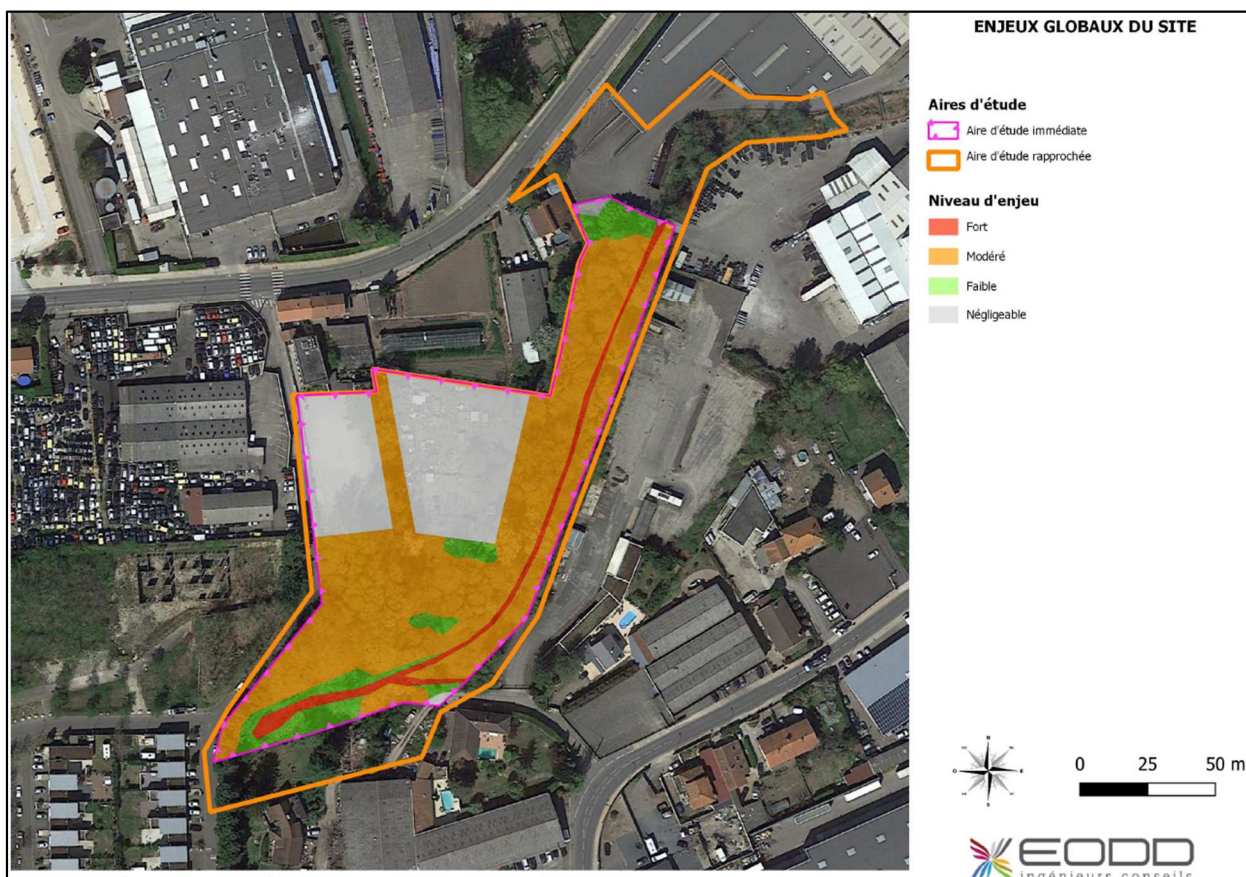 ENJEUX GLOBAUX DU SITE
Aires d'étude
Aire d'étude immédiate
Aire d'étude rapprochée
Niveau d'enjeu
Fort
Modéré
Faible
Négligeable
N
O E
S
0 25 50 m
EODD
ingénieurs conseils